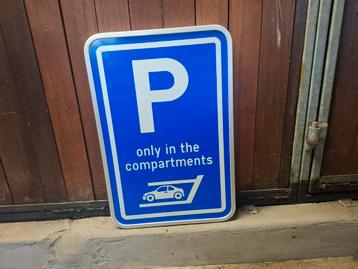 P
only in the
compartments